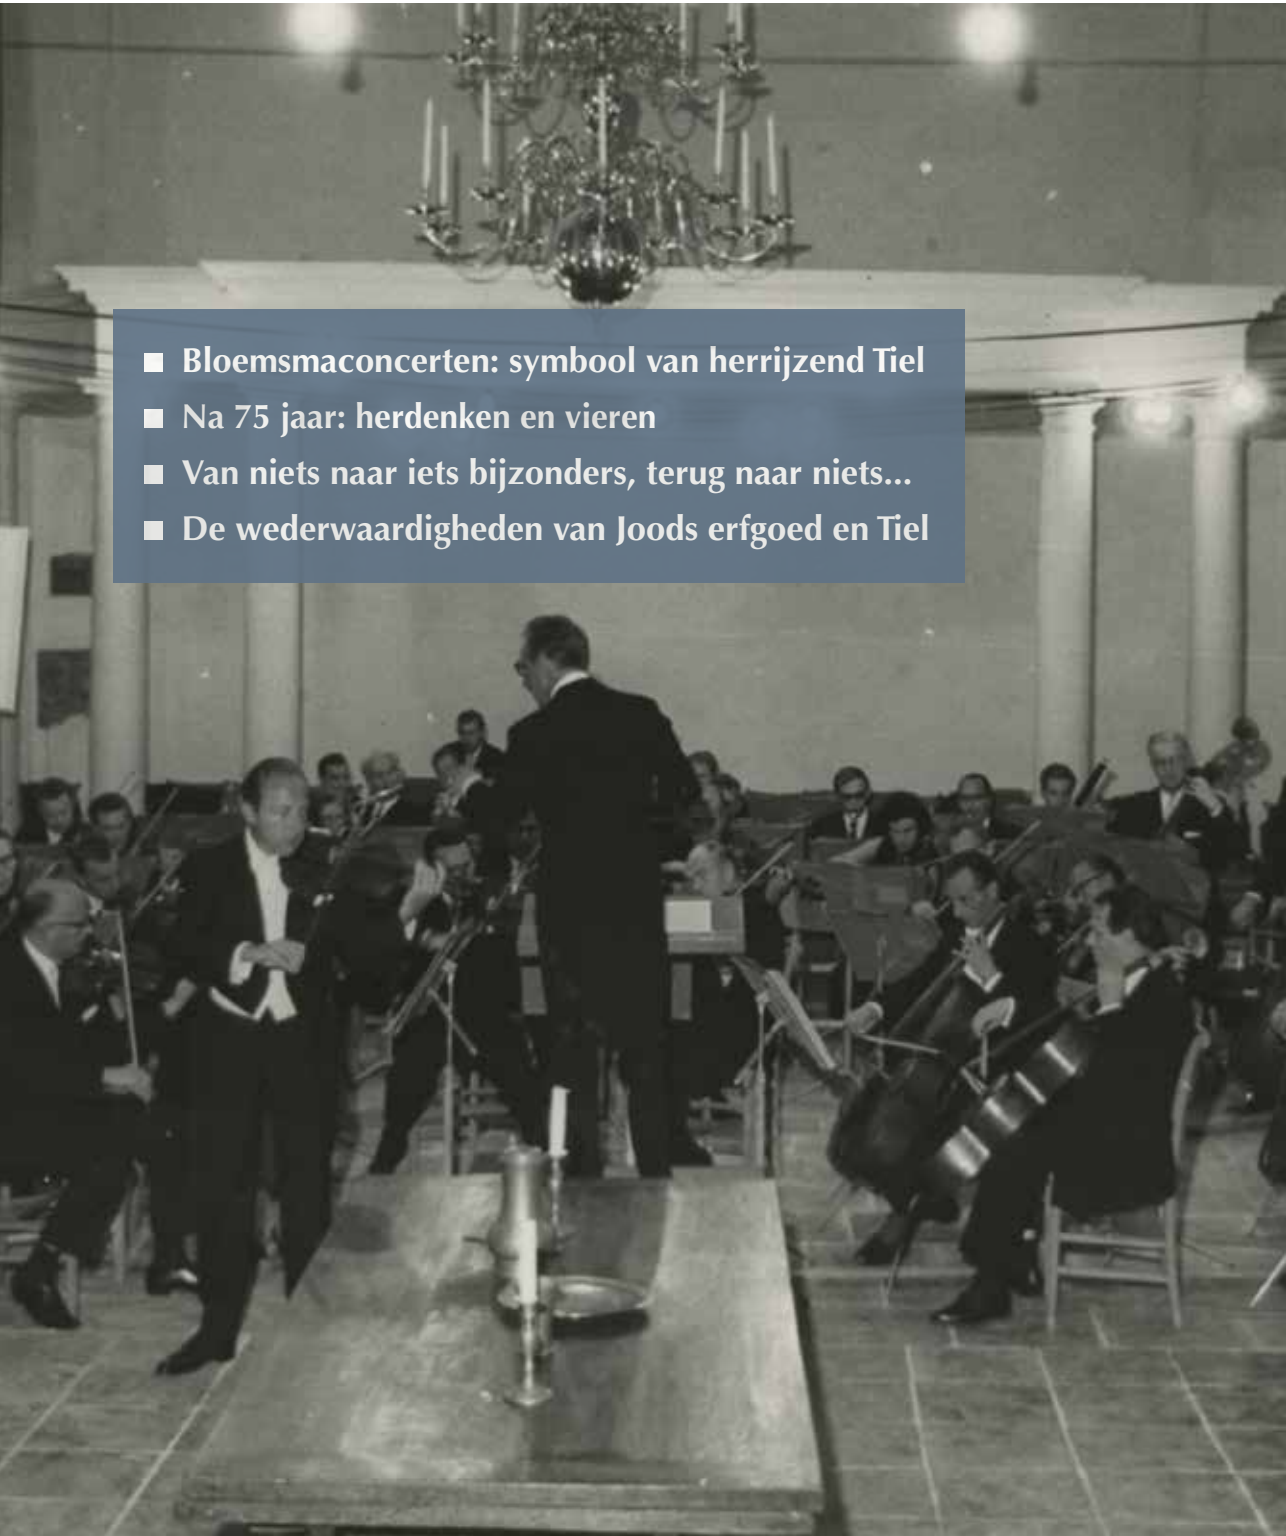 Bloemsmaconcerten: symbool van herrijzend Tiel
Na 75 jaar: herdenken en vieren
Van niets naar iets bijzonders, terug naar niets...
De wederwaardigheden van Joods erfgoed en Tiel